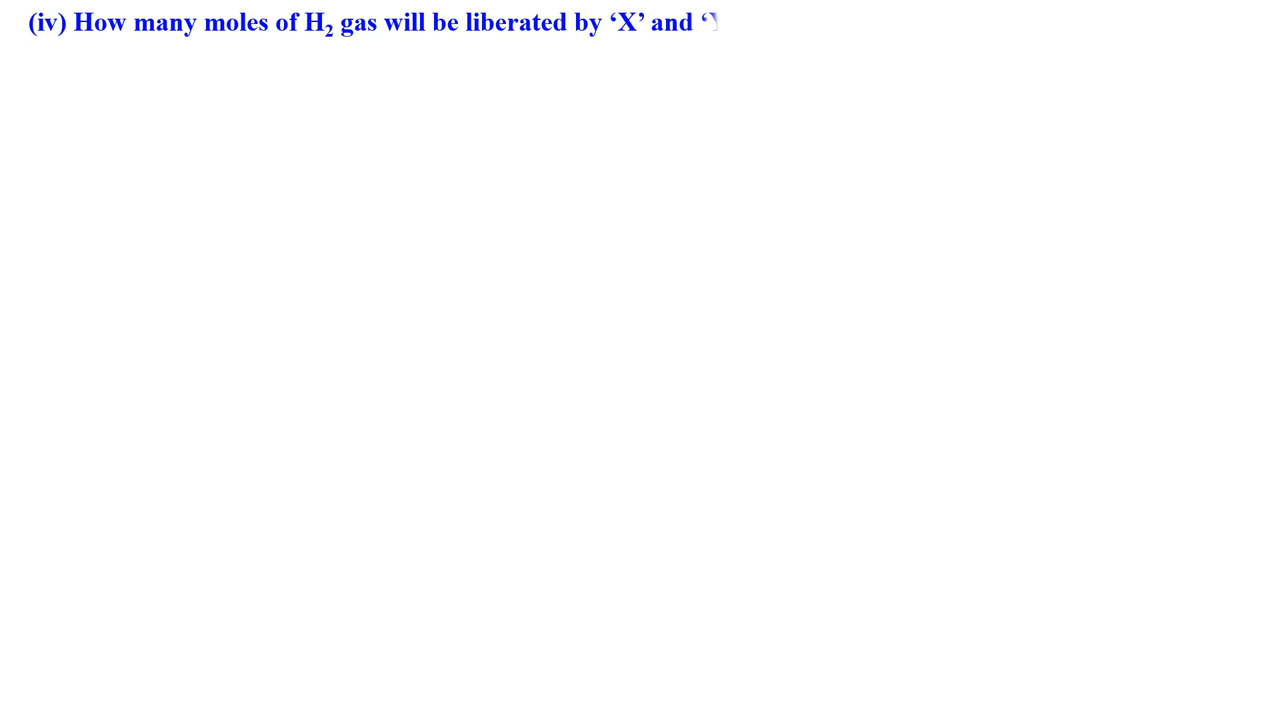 (iv) How many moles of H₂ gas will be liberated by ‘X’ and